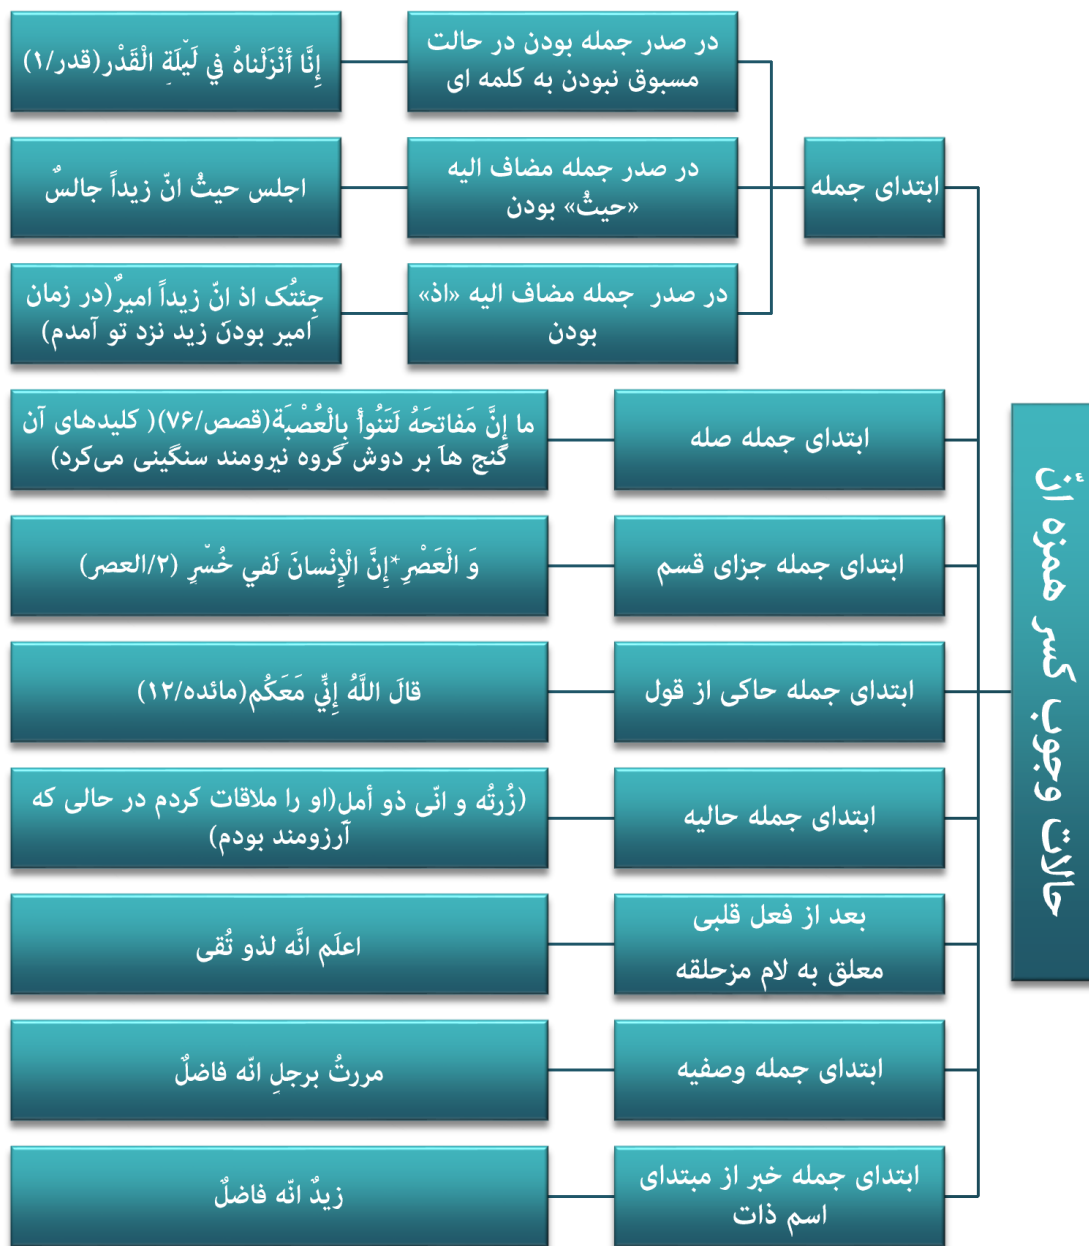 حالات وجوب کسر همزه أنّ
ابتدای جمله
در صدر جمله بودن در حالت
مسبوق نبودن به کلمه ای
إِنَّا أَنْزَلْناهُ في لَيْلَةِ الْقَدْر(قدر/۱)
در صدر جمله مضاف الیه
«حیثُ» بودن
اجلس حیثُ انّ زیداً جالسٌ
در صدر جمله مضاف الیه «اذ»
بودن
جِئتُک اذ انّ زیداً امیرٌ(در زمان
امیر بودن زید نزد تو آمدم)
ابتدای جمله صله
ما إِنَّ مَفاتحَهُ لَتَنُوأُ بِالْعُصْبَة(قصص/۷۶)( کلیدهای آن
گنج ها بر دوش گروه نیرومند سنگینی می‌کرد)
ابتدای جمله جزای قسم
وَ الْعَصْرِ*إِنَّ الْإِنْسانَ لَفي خُسْرٍ (۲/العصر)
ابتدای جمله حاکی از قول
قالَ اللَّهُ إِنِّي مَعَكُم(مائده/۱۲)
ابتدای جمله حالیه
(زُرتُه و انّی ذو أملٍ(او را ملاقات کردم در حالی که
آرزومند بودم)
بعد از فعل قلبی
معلق به لام مزحلقه
اعلَم انَّه لذو تُقی
ابتدای جمله وصفیه
مررتُ برجلٍ انّه فاضلٌ
ابتدای جمله خبر از مبتدای
اسم ذات
زیدٌ انّه فاضلٌ